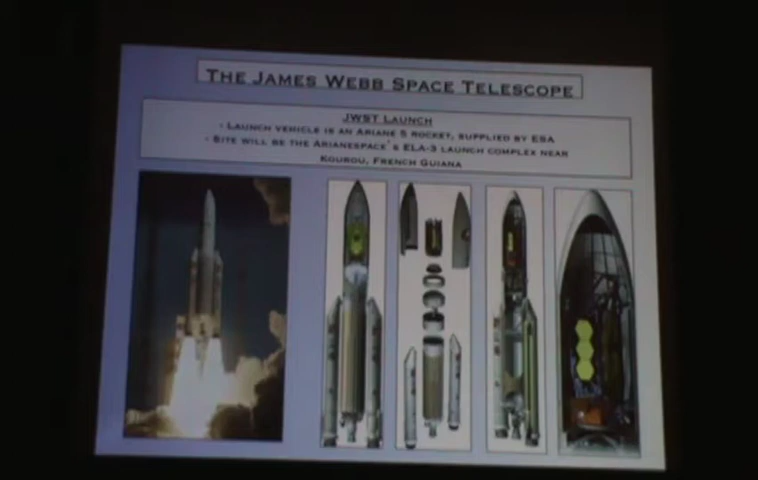 The James Webb Space Telescope
JWST Launch
- Launch vehicle is an Ariane 5 rocket, supplied by ESA
- Site will be the Arianespace's ELA-3 launch complex near
Kourou, French Guiana